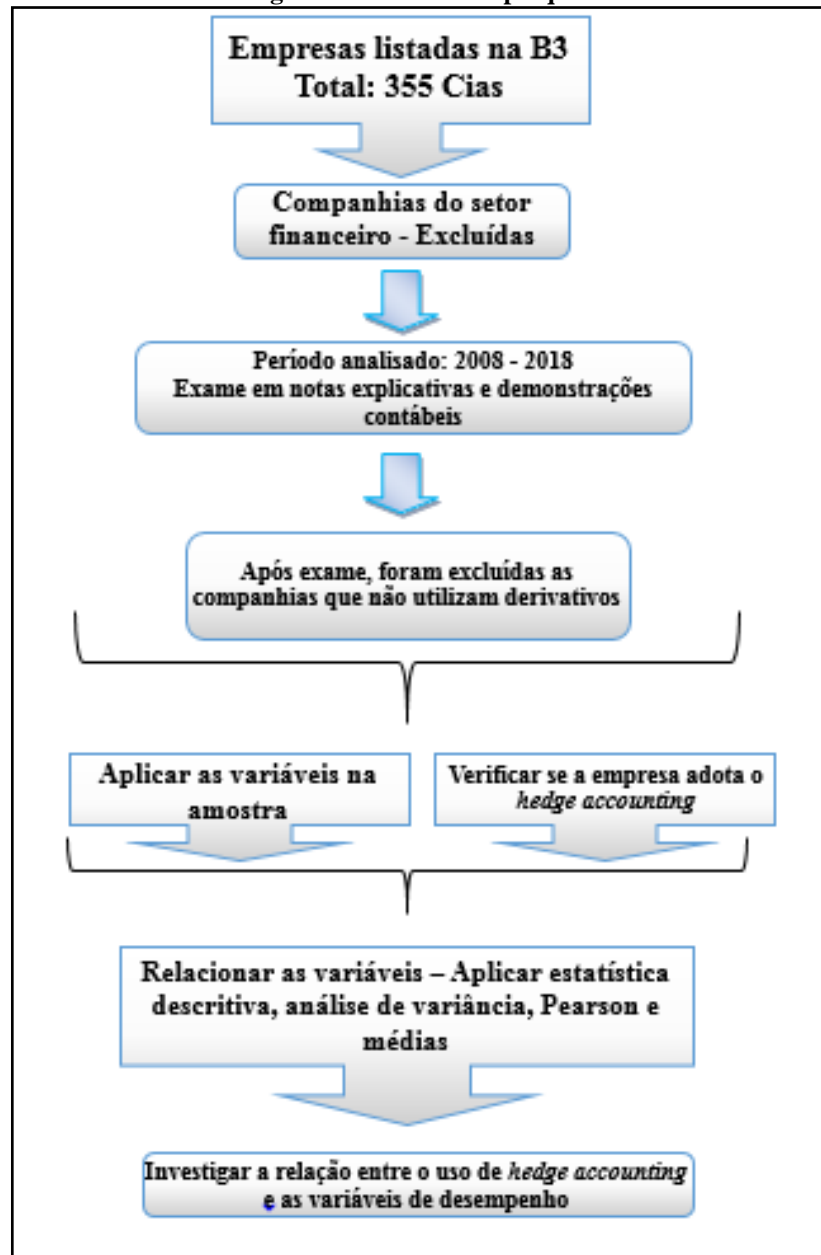 Empresas listadas na B3
Total: 355 Cias
Companhias do setor
financeiro - Excluídas
Período analisado: 2008 - 2018
Exame em notas explicativas e demonstrações
contábeis
Após exame, foram excluídas as
companhias que não utilizam derivativos
Aplicar as variáveis na
amostra
Verificar se a empresa adota o
hedge accounting
Relacionar as variáveis – Aplicar estatística
descritiva, análise de variância, Pearson e
médias
Investigar a relação entre o uso de hedge accounting
e as variáveis de desempenho